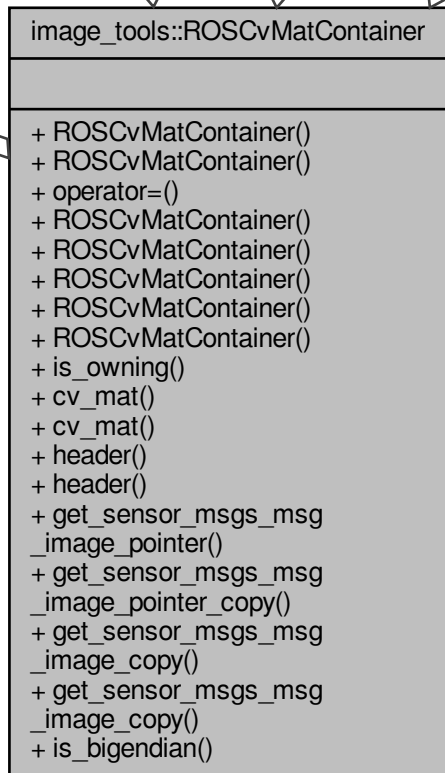 image_tools::ROSCvMatContainer
+ ROSCvMatContainer()
+ ROSCvMatContainer()
+ operator=()
+ ROSCvMatContainer()
+ ROSCvMatContainer()
+ ROSCvMatContainer()
+ ROSCvMatContainer()
+ ROSCvMatContainer()
+ is_owning()
+ cv_mat()
+ cv_mat()
+ header()
+ header()
+ get_sensor_msgs_msg
_image_pointer()
+ get_sensor_msgs_msg
_image_pointer_copy()
+ get_sensor_msgs_msg
_image_copy()
+ get_sensor_msgs_msg
_image_copy()
+ is_bigendian()